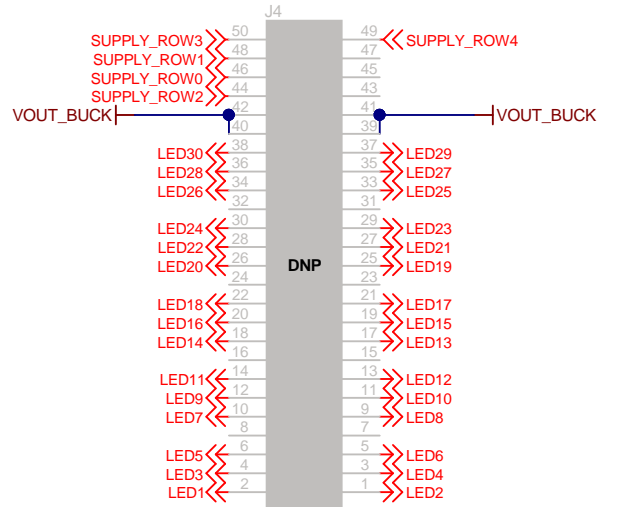 J4
SUPPLY_ROW3 50 49 SUPPLY_ROW4
SUPPLY_ROW1 48 47
SUPPLY_ROW0 46 45
SUPPLY_ROW2 44 43
VOUT_BUCK 42 41 VOUT_BUCK
40 39
LED30 38 37 LED29
LED28 36 35 LED27
LED26 34 33 LED25
32 31
LED24 30 29 LED23
LED22 28 27 LED21
LED20 26 DNP 25 LED19
24 23
LED18 22 21 LED17
LED16 20 19 LED15
LED14 18 17 LED13
16 15
LED11 14 13 LED12
LED9 12 11 LED10
LED7 10 9 LED8
8 7
LED5 6 5 LED6
LED3 4 3 LED4
LED1 2 1 LED2